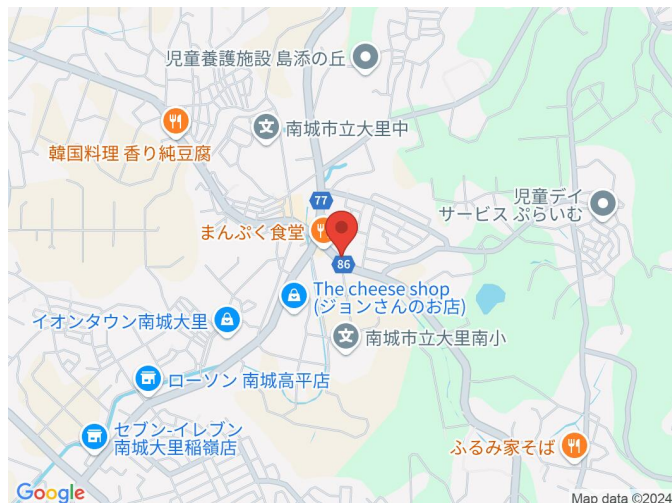 児童養護施設 島添の丘
南城市立大里中
韓国料理 香り純豆腐
77
児童デイ
サービス ぷらいむ
まんぷく食堂
86
The cheese shop
(ジョンさんのお店)
イオンタウン南城大里
南城市立大里南小
ローソン 南城高平店
セブン-イレブン
南城大里稲嶺店
ふるみ家そば
Google
Map data ©2024